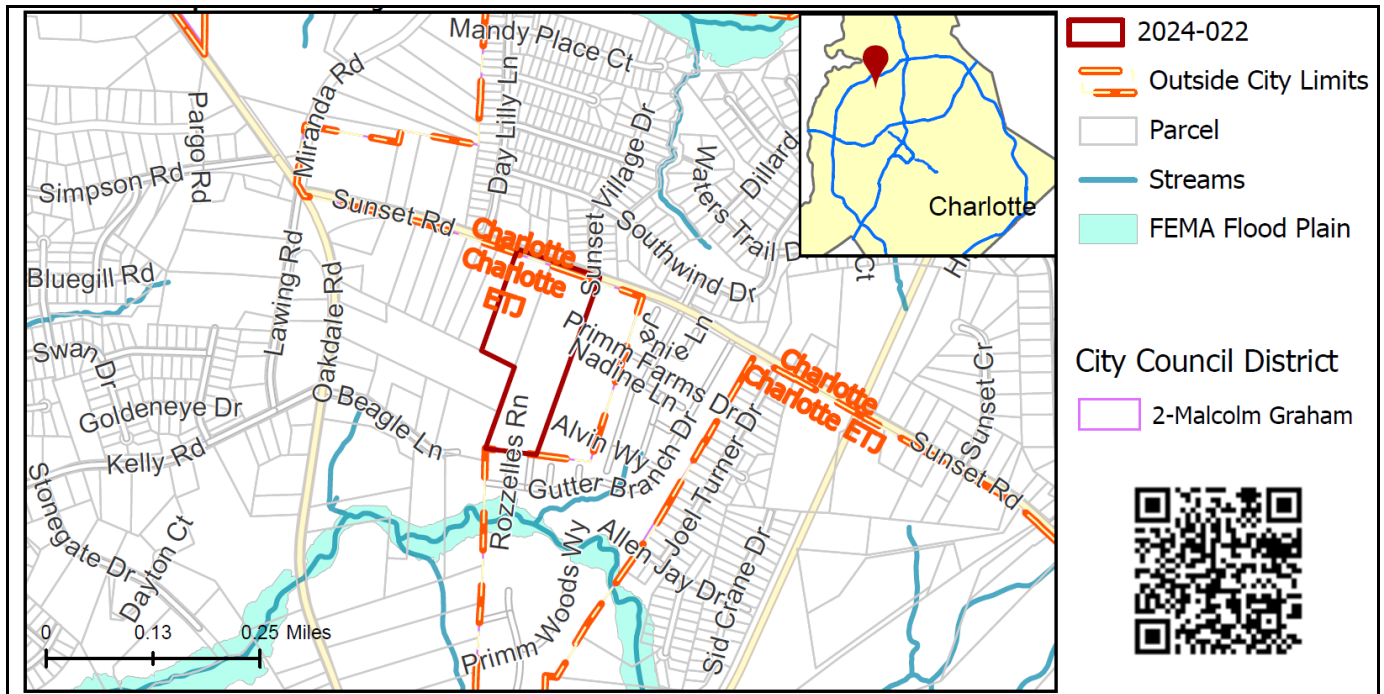 Mandy Place Ct
Miranda Rd
Pargo Rd
Day Lilly Ln
Sunset Village Dr
Waters Trail D
Dillard
Simpson Rd
Sunset Rd
Southwind Dr
Charlotte
Charlotte
ETJ
Bluegill Rd
Lawing Rd
Oakdale Rd
Swan Dr
Goldeneye Dr
Kelly Rd
Beagle Ln
Stonegate Dr
Dayton Ct
Janie Ln
Primm Farms Dr
Nadine Ln
Alvin Wy
Rozzelles Rn
Gutter Branch Dr
Joel Turner Dr
Allen Jay Dr
Primm Woods Wy
Sid Crane Dr
Charlotte
Charlotte ETJ
Sunset Rd
Sunset Cr
Ct
H
0 0.13 0.25 Miles
Charlotte
2024-022
Outside City Limits
Parcel
Streams
FEMA Flood Plain
City Council District
2-Malcolm Graham